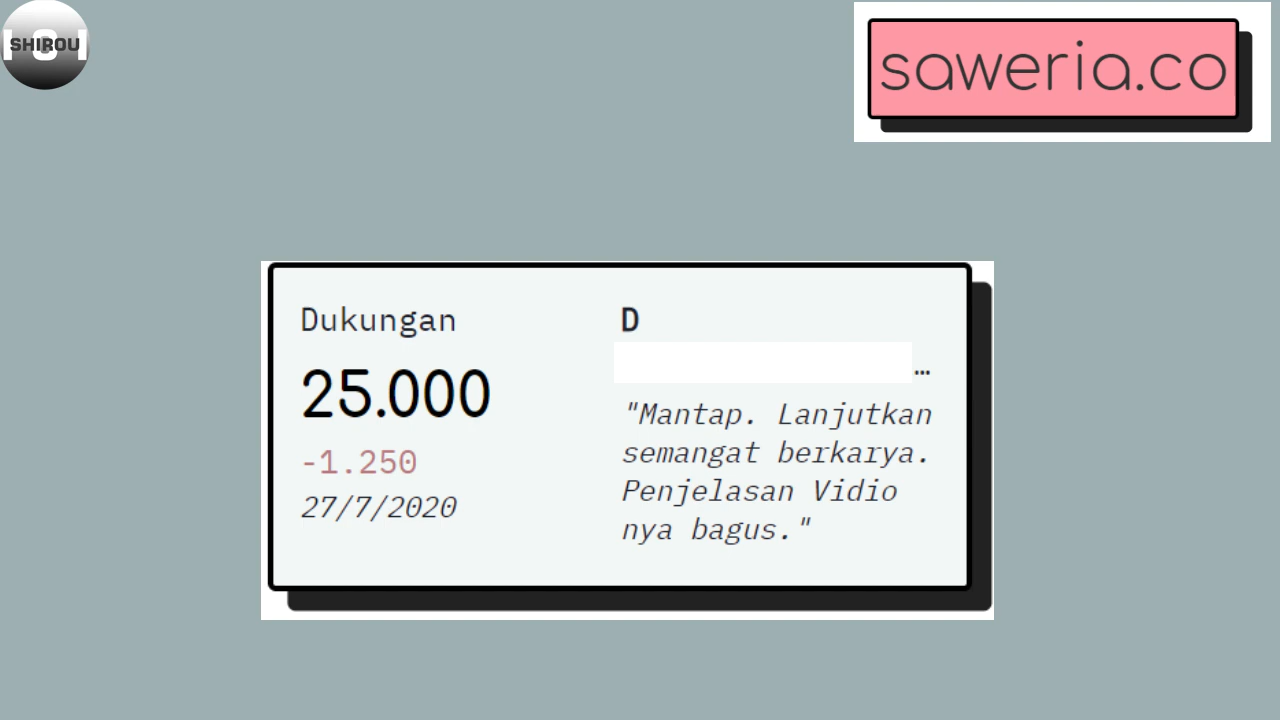 SHIROU
saweria.co
Dukungan
25.000
-1.250
27/7/2020
D
…
"Mantap. Lanjutkan
semangat berkarya.
Penjelasan Vidio
nya bagus."